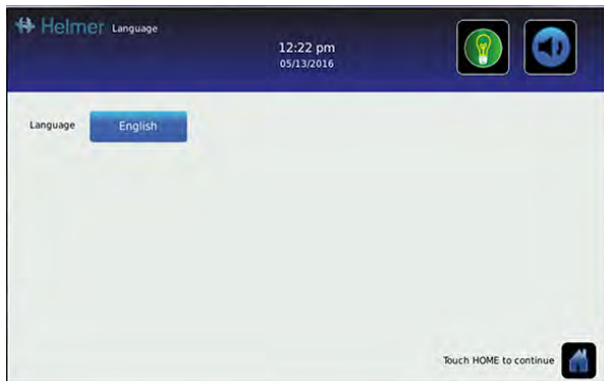 Helmer Language
12:22 pm
05/13/2016
Language English
Touch HOME to continue